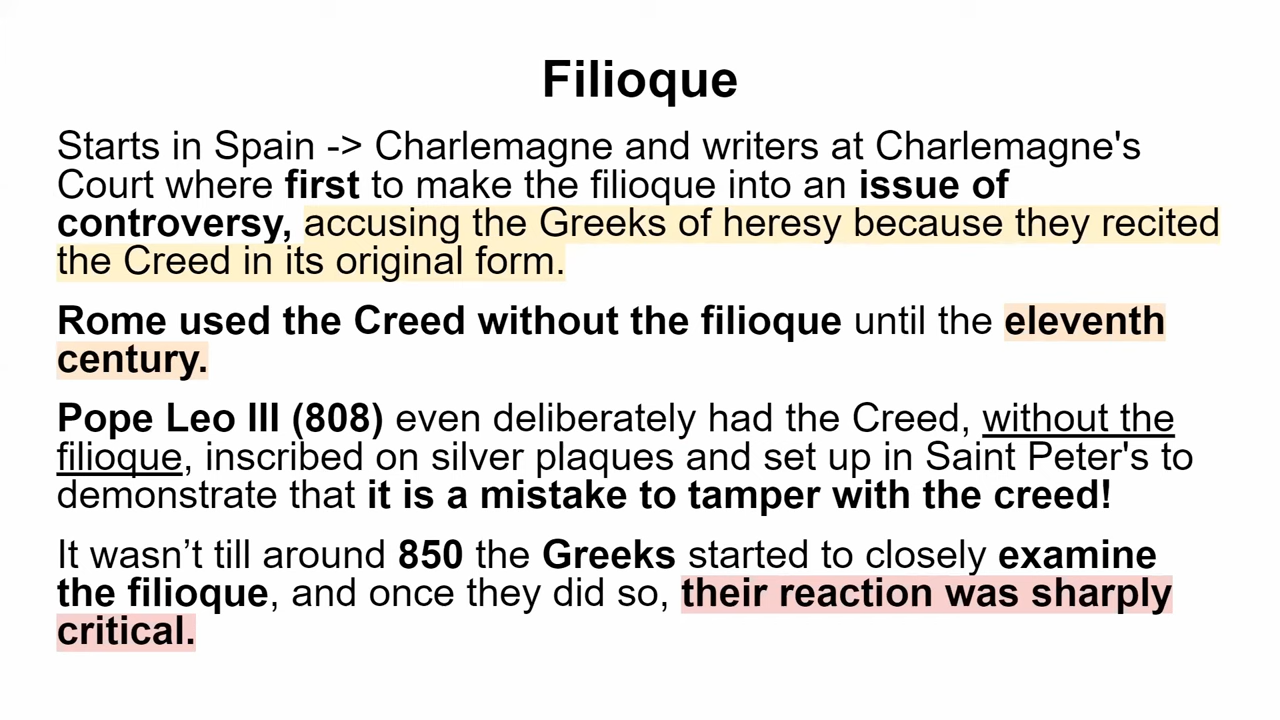 Filioque
Starts in Spain -> Charlemagne and writers at Charlemagne's
Court where first to make the filioque into an issue of
controversy, accusing the Greeks of heresy because they recited
the Creed in its original form.
Rome used the Creed without the filioque until the eleventh
century.
Pope Leo III (808) even deliberately had the Creed, without the
filioque, inscribed on silver plaques and set up in Saint Peter's to
demonstrate that it is a mistake to tamper with the creed!
It wasn’t till around 850 the Greeks started to closely examine
the filioque, and once they did so, their reaction was sharply
critical.